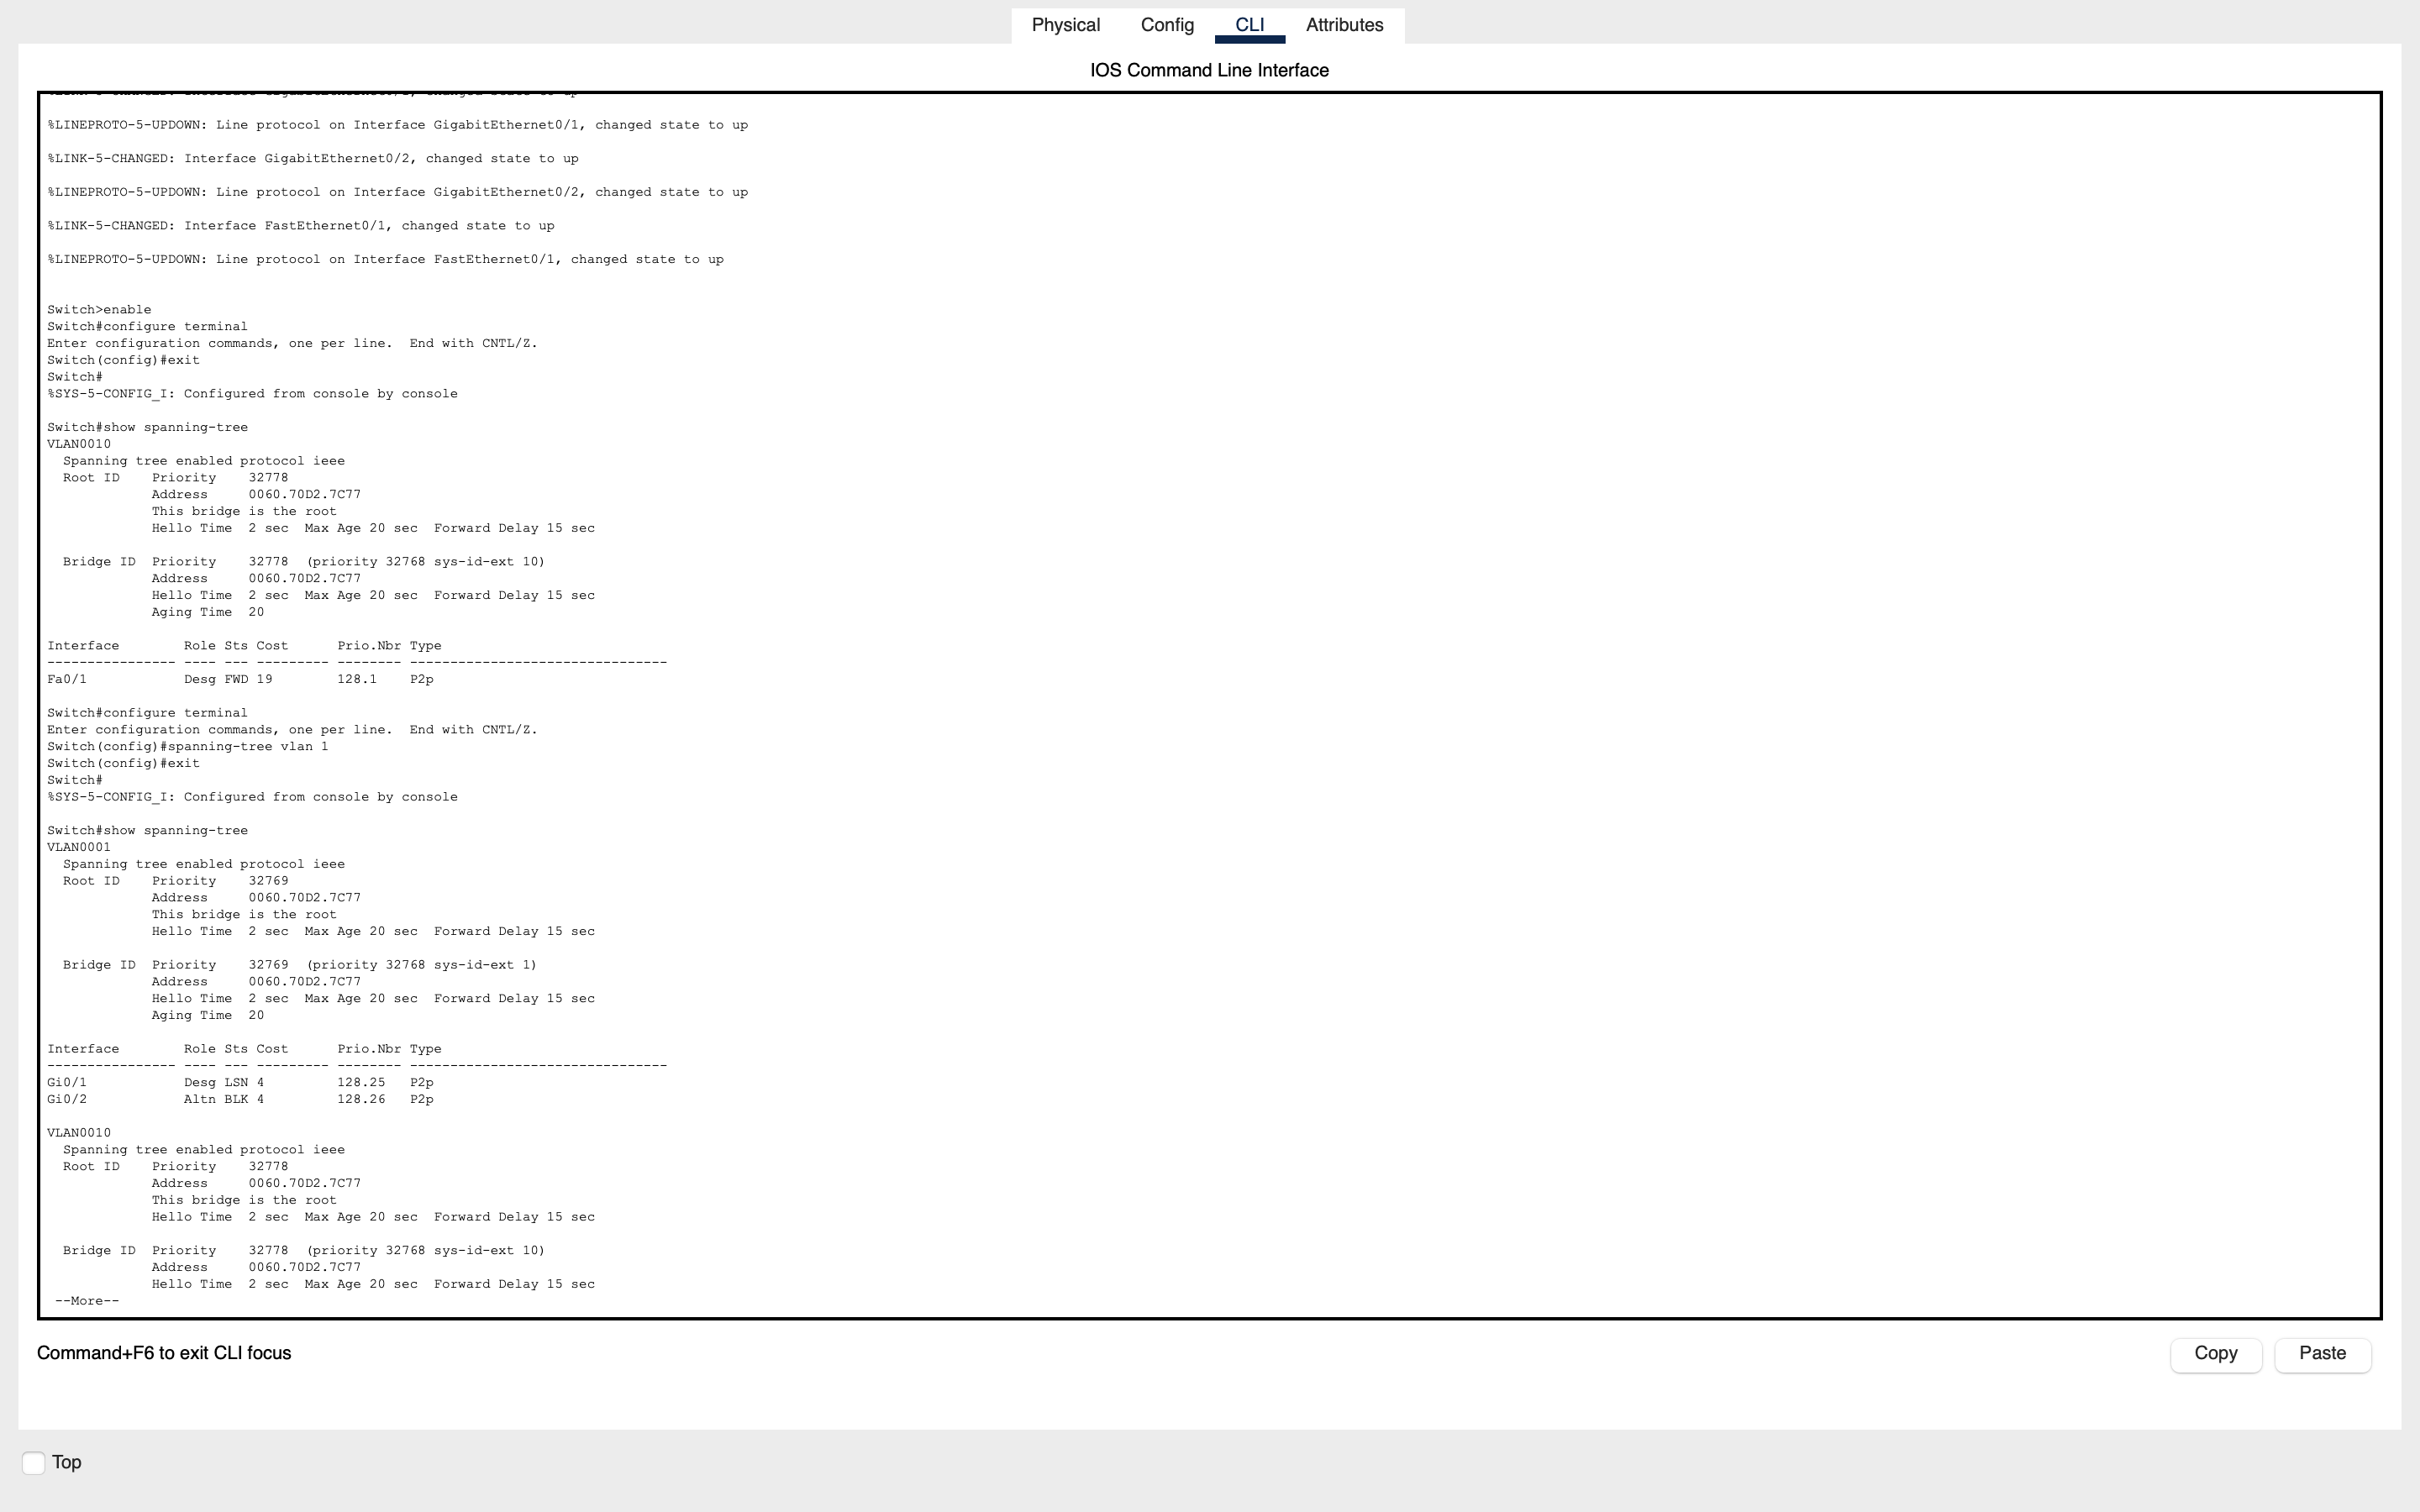 Physical Config CLI Attributes
IOS Command Line Interface
%LINEPROTO-5-UPDOWN: Line protocol on Interface GigabitEthernet0/1, changed state to up
%LINK-5-CHANGED: Interface GigabitEthernet0/2, changed state to up
%LINEPROTO-5-UPDOWN: Line protocol on Interface GigabitEthernet0/2, changed state to up
%LINK-5-CHANGED: Interface FastEthernet0/1, changed state to up
%LINEPROTO-5-UPDOWN: Line protocol on Interface FastEthernet0/1, changed state to up
Switch>enable
Switch#configure terminal
Enter configuration commands, one per line.  End with CNTL/Z.
Switch(config)#exit
Switch#
%SYS-5-CONFIG_I: Configured from console by console
Switch#show spanning-tree
VLAN0010
  Spanning tree enabled protocol ieee
  Root ID    Priority    32778
             Address     0060.70D2.7C77
             This bridge is the root
             Hello Time  2 sec  Max Age 20 sec  Forward Delay 15 sec
  Bridge ID  Priority    32778  (priority 32768 sys-id-ext 10)
             Address     0060.70D2.7C77
             Hello Time  2 sec  Max Age 20 sec  Forward Delay 15 sec
             Aging Time  20
Interface        Role Sts Cost      Prio.Nbr Type
---------------- ---- --- --------- -------- --------------------------------
Fa0/1            Desg FWD 19        128.1    P2p
Switch#configure terminal
Enter configuration commands, one per line.  End with CNTL/Z.
Switch(config)#spanning-tree vlan 1
Switch(config)#exit
Switch#
%SYS-5-CONFIG_I: Configured from console by console
Switch#show spanning-tree
VLAN0001
  Spanning tree enabled protocol ieee
  Root ID    Priority    32769
             Address     0060.70D2.7C77
             This bridge is the root
             Hello Time  2 sec  Max Age 20 sec  Forward Delay 15 sec
  Bridge ID  Priority    32769  (priority 32768 sys-id-ext 1)
             Address     0060.70D2.7C77
             Hello Time  2 sec  Max Age 20 sec  Forward Delay 15 sec
             Aging Time  20
Interface        Role Sts Cost      Prio.Nbr Type
---------------- ---- --- --------- -------- --------------------------------
Gi0/1            Desg LSN 4         128.25   P2p
Gi0/2            Altn BLK 4         128.26   P2p
VLAN0010
  Spanning tree enabled protocol ieee
  Root ID    Priority    32778
             Address     0060.70D2.7C77
             This bridge is the root
             Hello Time  2 sec  Max Age 20 sec  Forward Delay 15 sec
  Bridge ID  Priority    32778  (priority 32768 sys-id-ext 10)
             Address     0060.70D2.7C77
             Hello Time  2 sec  Max Age 20 sec  Forward Delay 15 sec
 --More--
Command+F6 to exit CLI focus
Copy Paste
Top